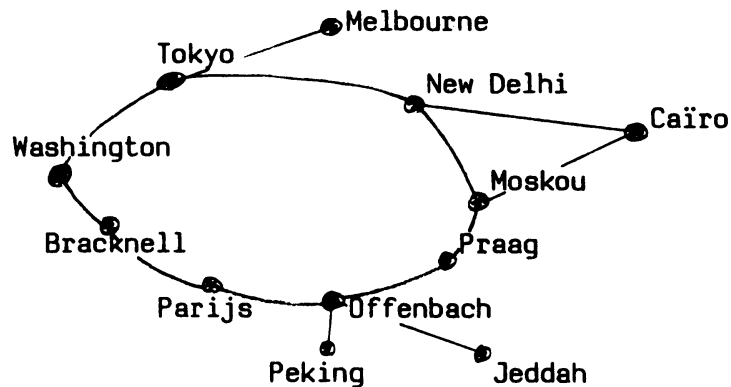 Melbourne
Tokyo
New Delhi
Caïro
Washington
Moskou
Bracknell
Praag
Parijs
Offenbach
Peking
Jeddah